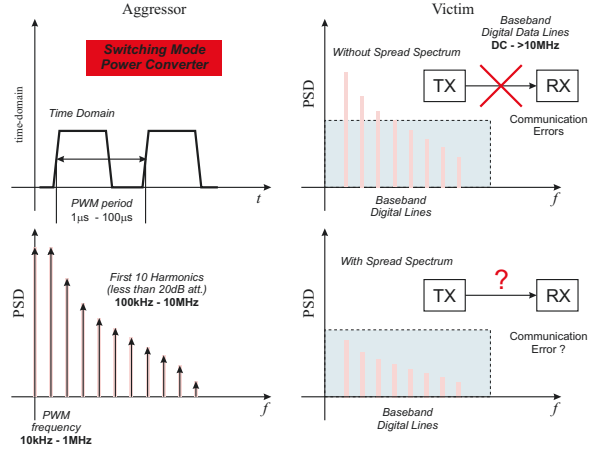 Aggressor
Victim
time-domain
Switching Mode
Power Converter
Time Domain
PWM period
1µs - 100µs
t
PSD
Without Spread Spectrum
Baseband
Digital Data Lines
DC - >10MHz
TX
RX
Communication
Errors
Baseband
Digital Lines
f
PSD
First 10 Harmonics
(less than 20dB att.)
100kHz - 10MHz
PWM
frequency
10kHz - 1MHz
f
PSD
With Spread Spectrum
?
TX
RX
Communication
Error ?
Baseband
Digital Lines
f